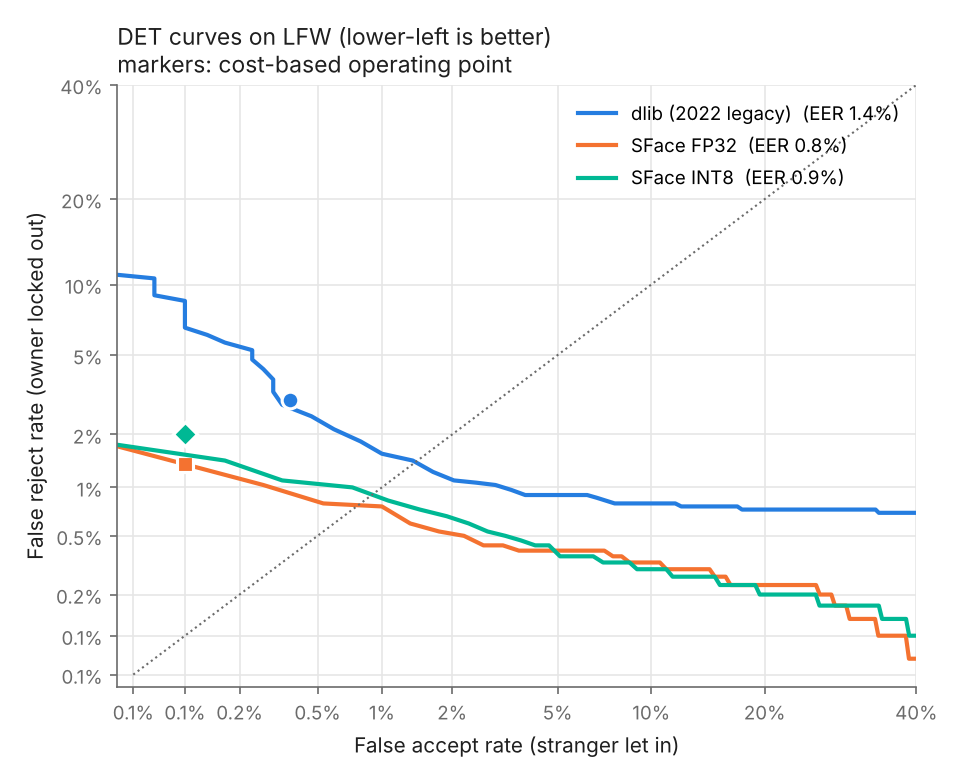 DET curves on LFW (lower-left is better)
markers: cost-based operating point
40%
20%
10%
5%
2%
1%
0.5%
0.2%
0.1%
0.1%
False reject rate (owner locked out)
dlib (2022 legacy)  (EER 1.4%)
SFace FP32  (EER 0.8%)
SFace INT8  (EER 0.9%)
0.1% 0.1% 0.2% 0.5% 1% 2% 5% 10% 20% 40%
False accept rate (stranger let in)